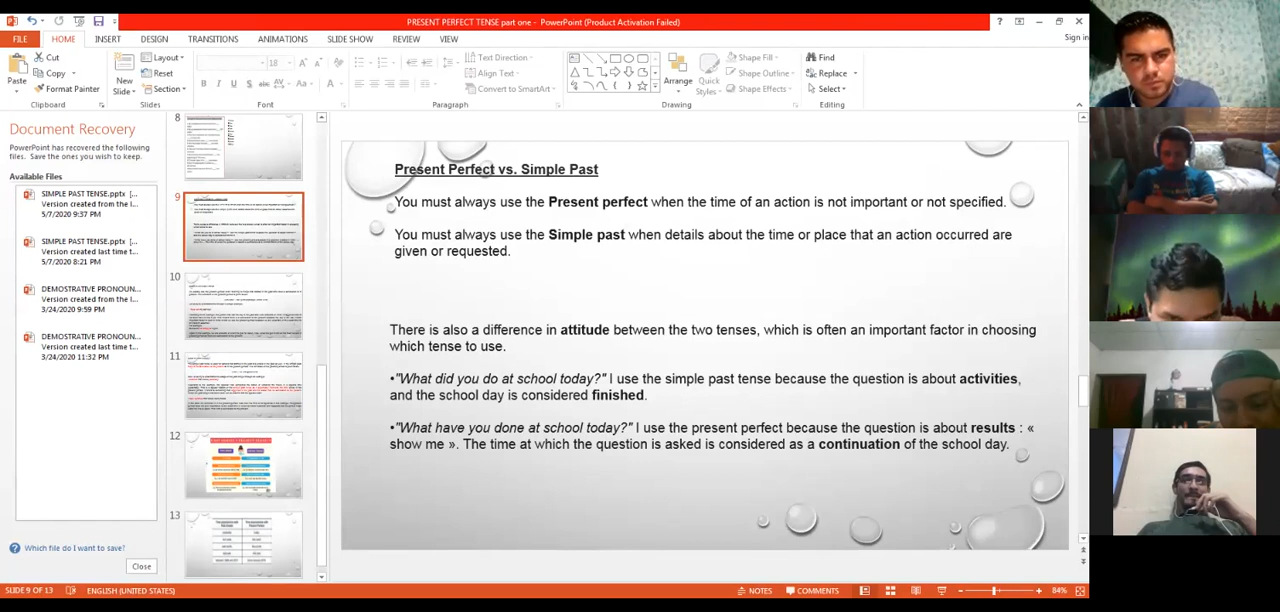 PRESENT PERFECT TENSE part one - PowerPoint (Product Activation Failed)
FILE HOME INSERT DESIGN TRANSITIONS ANIMATIONS SLIDE SHOW REVIEW VIEW
Sign in
Paste
Cut
Copy
Format Painter
Clipboard
New Slide
Layout
Reset
Section
Slides
18
Font
Text Direction
Align Text
Convert to SmartArt
Paragraph
Arrange
Quick Styles
Shape Fill
Shape Outline
Shape Effects
Drawing
Find
Replace
Select
Editing
Document Recovery
PowerPoint has recovered the following
files. Save the ones you wish to keep.
Available Files
SIMPLE PAST TENSE.pptx [...
Version created from the l...
5/7/2020 9:37 PM
SIMPLE PAST TENSE.pptx [...
Version created last time t...
5/7/2020 8:21 PM
DEMOSTRATIVE PRONOUN...
Version created from the l...
3/24/2020 9:59 PM
DEMOSTRATIVE PRONOUN...
Version created last time t...
3/24/2020 11:32 PM
Which file do I want to save?
Close
8
9
10
11
12
13
Present Perfect vs. Simple Past
You must always use the Present perfect when the time of an action is not important or not specified.
You must always use the Simple past when details about the time or place that an action occurred are
given or requested.
There is also a difference in attitude between the two tenses, which is often an important factor in choosing
which tense to use.
•"What did you do at school today?" I use the simple past tense because the question is about activities,
and the school day is considered finished.
•"What have you done at school today?" I use the present perfect because the question is about results : «
show me ». The time at which the question is asked is considered as a continuation of the school day.
SLIDE 9 OF 13 ENGLISH (UNITED STATES) NOTES COMMENTS 84%